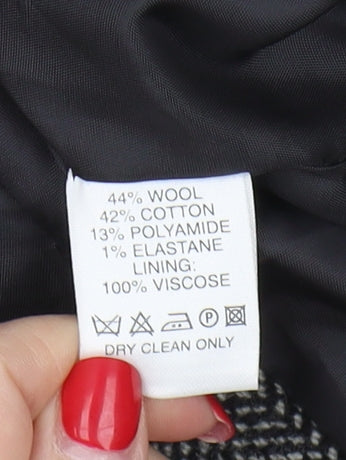 44% WOOL
42% COTTON
13% POLYAMIDE
1% ELASTANE
LINING:
100% VISCOSE
P
DRY CLEAN ONLY